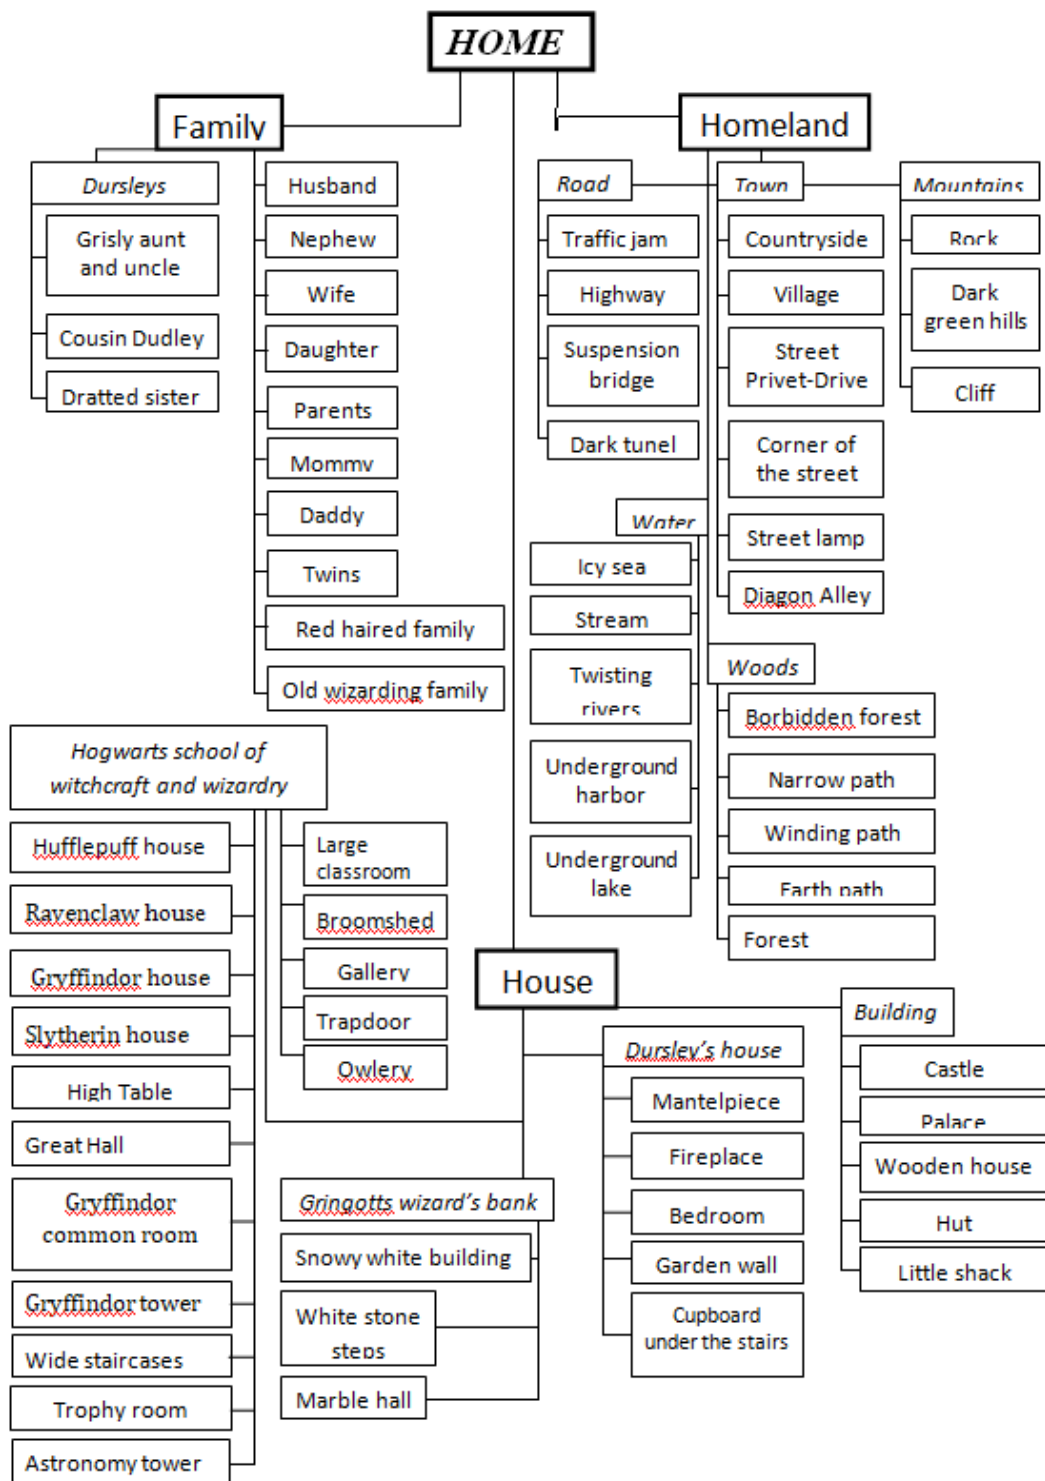 HOME
Family
Homeland
Dursleys
Grisly aunt
and uncle
Cousin Dudley
Dratted sister
Husband
Nephew
Wife
Daughter
Parents
Mommy
Daddy
Twins
Red haired family
Old wizarding family
Road
Traffic jam
Highway
Suspension
bridge
Dark tunel
Town
Countryside
Village
Street
Privet-Drive
Corner of
the street
Street lamp
Diagon Alley
Mountains
Rock
Dark
green hills
Cliff
Water
Icy sea
Stream
Twisting
rivers
Underground
harbor
Underground
lake
Woods
Borbidden forest
Narrow path
Winding path
Earth path
Forest
Hogwarts school of
witchcraft and wizardry
Hufflepuff house
Ravenclaw house
Gryffindor house
Slytherin house
High Table
Great Hall
Gryffindor
common room
Gryffindor tower
Wide staircases
Trophy room
Astronomy tower
Large
classroom
Broomshed
Gallery
Trapdoor
Owlery
House
Gringotts wizard's bank
Snowy white building
White stone
steps
Marble hall
Dursley's house
Mantelpiece
Fireplace
Bedroom
Garden wall
Cupboard
under the stairs
Building
Castle
Palace
Wooden house
Hut
Little shack